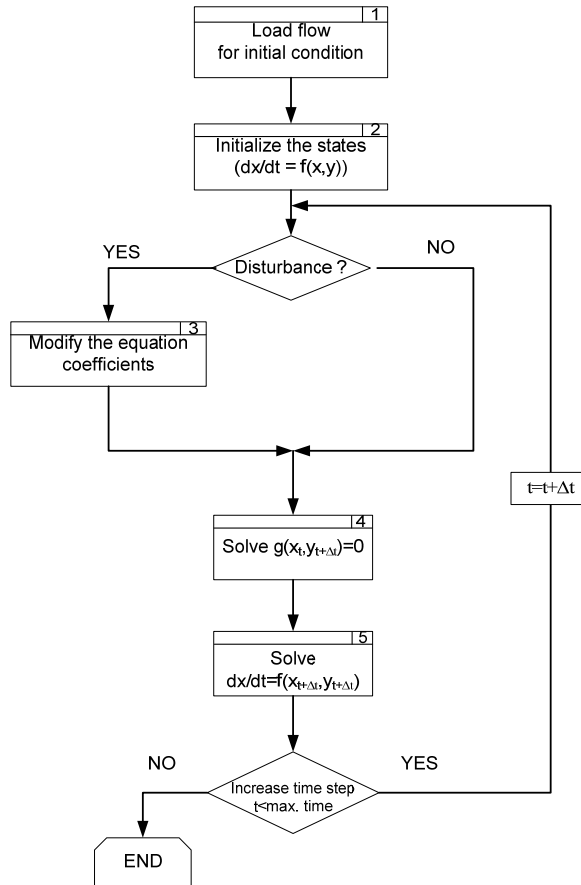 1
Load flow
for initial condition
2
Initialize the states
(dx/dt = f(x,y))
YES
NO
Disturbance ?
3
Modify the equation
coefficients
t=t+Δt
4
Solve g(xₜ,yₜ₊Δₜ)=0
5
Solve
dx/dt=f(xₜ₊Δₜ,yₜ₊Δₜ)
NO
YES
Increase time step
t<max. time
END